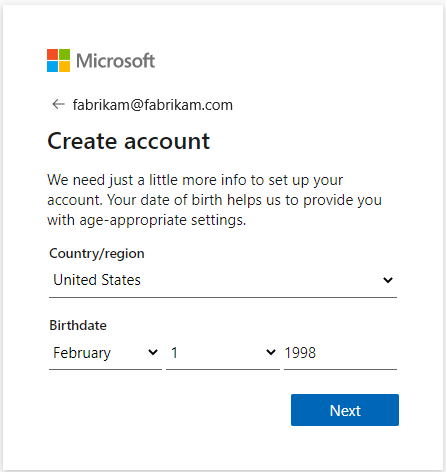 Microsoft
← fabrikam@fabrikam.com
Create account
We need just a little more info to set up your
account. Your date of birth helps us to provide you
with age-appropriate settings.
Country/region
United States
Birthdate
February 1 1998
Next